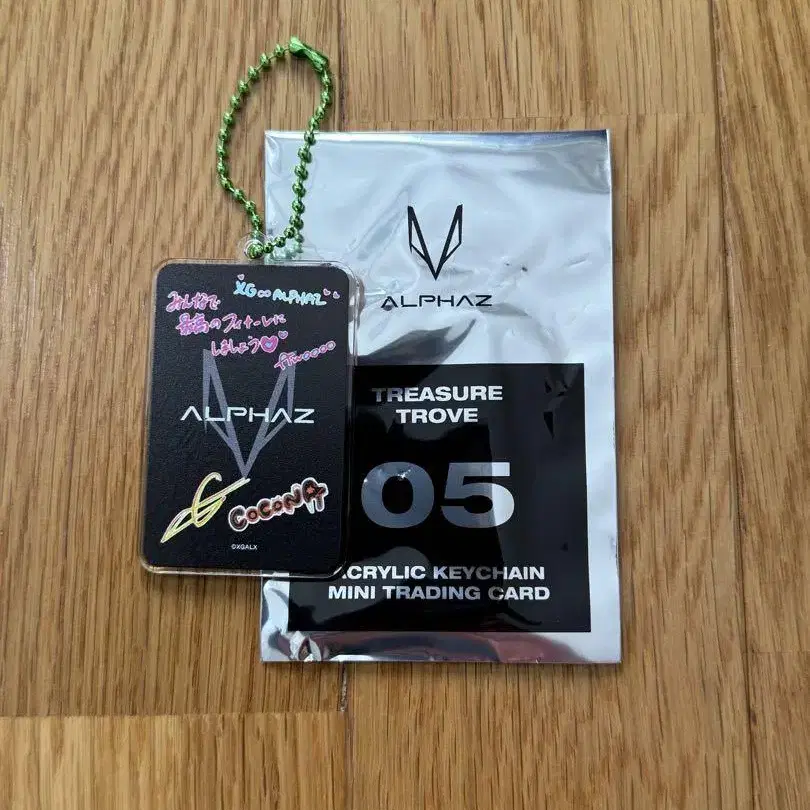 XG∞ALPHAZ
みんなで
最高のフィナーレに
しましょう♡
ALPHAZ
COCONA
©XGALX
ALPHAZ
TREASURE
TROVE
05
ACRYLIC KEYCHAIN
MINI TRADING CARD